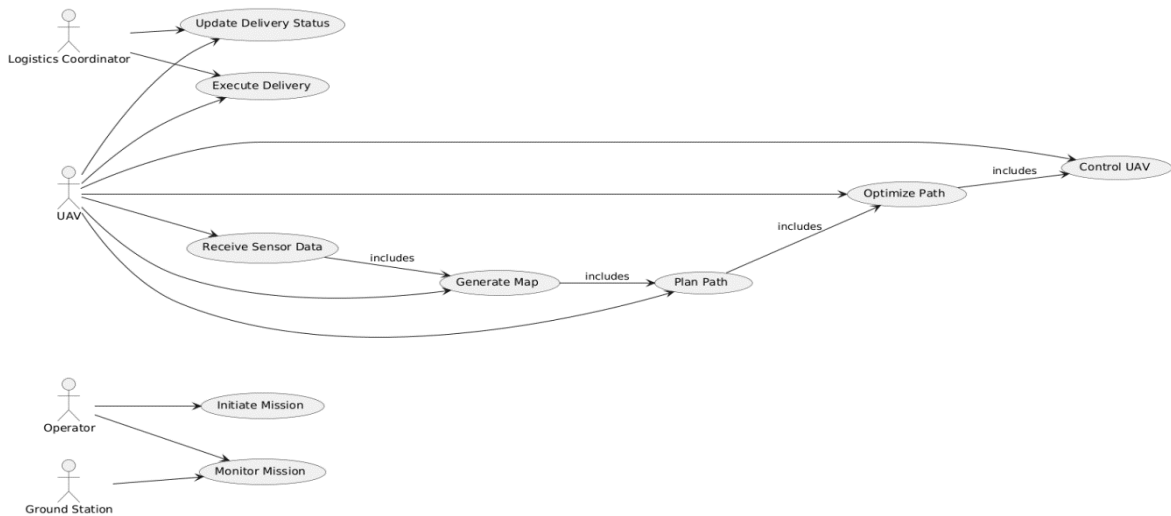 Update Delivery Status
Logistics Coordinator
Execute Delivery
Control UAV
includes
Optimize Path
UAV
includes
Receive Sensor Data
includes
Generate Map
includes
Plan Path
Initiate Mission
Operator
Monitor Mission
Ground Station